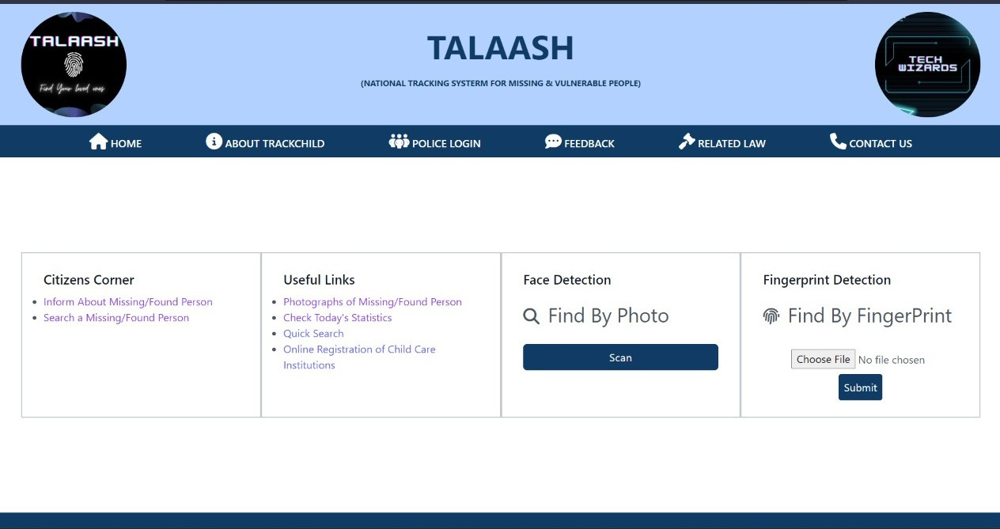 TALAASH
Find Your loved ones
TALAASH
(NATIONAL TRACKING SYSTERM FOR MISSING & VULNERABLE PEOPLE)
TECH
WIZARDS
HOME
ABOUT TRACKCHILD
POLICE LOGIN
FEEDBACK
RELATED LAW
CONTACT US
Citizens Corner
Inform About Missing/Found Person
Search a Missing/Found Person
Useful Links
Photographs of Missing/Found Person
Check Today's Statistics
Quick Search
Online Registration of Child Care
Institutions
Face Detection
Find By Photo
Scan
Fingerprint Detection
Find By FingerPrint
Choose File No file chosen
Submit